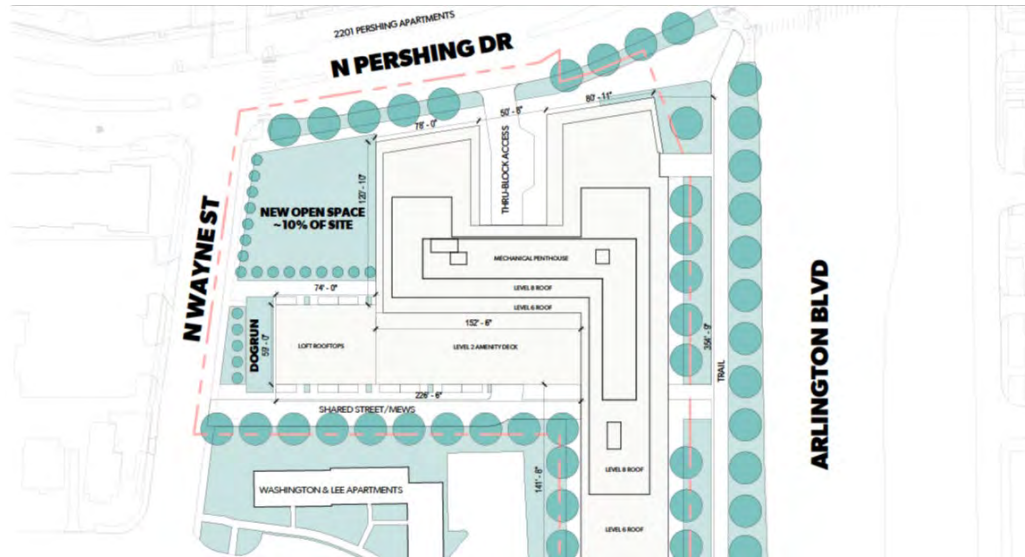 2201 PERSHING APARTMENTS
N PERSHING DR
80' - 11"
50' - 6"
78' - 0"
THRU-BLOCK ACCESS
120' - 10"
NEW OPEN SPACE
~10% OF SITE
N WAYNE ST
MECHANICAL PENTHOUSE
74' - 0"
LEVEL 8 ROOF
LEVEL 6 ROOF
152' - 6"
DOGRUN
59' - 0"
LOFT ROOFTOPS
LEVEL 2 AMENITY DECK
354' - 9"
TRAIL
ARLINGTON BLVD
226' - 6"
SHARED STREET/MEWS
141' - 8"
LEVEL 8 ROOF
WASHINGTON & LEE APARTMENTS
LEVEL 6 ROOF